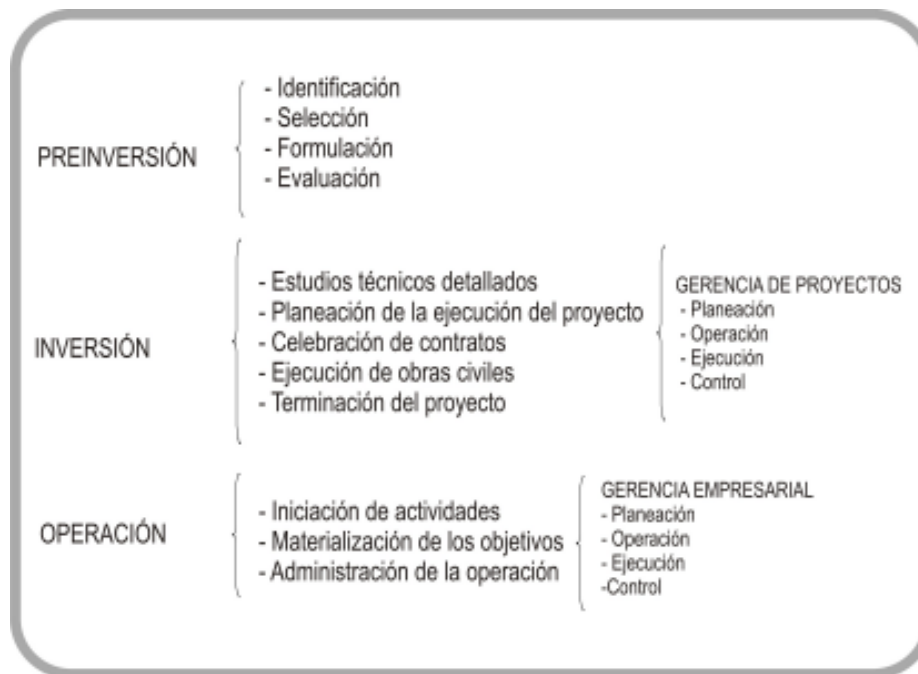 PREINVERSIÓN
- Identificación
- Selección
- Formulación
- Evaluación
INVERSIÓN
- Estudios técnicos detallados
- Planeación de la ejecución del proyecto
- Celebración de contratos
- Ejecución de obras civiles
- Terminación del proyecto
GERENCIA DE PROYECTOS
- Planeación
- Operación
- Ejecución
- Control
OPERACIÓN
- Iniciación de actividades
- Materialización de los objetivos
- Administración de la operación
GERENCIA EMPRESARIAL
- Planeación
- Operación
- Ejecución
-Control